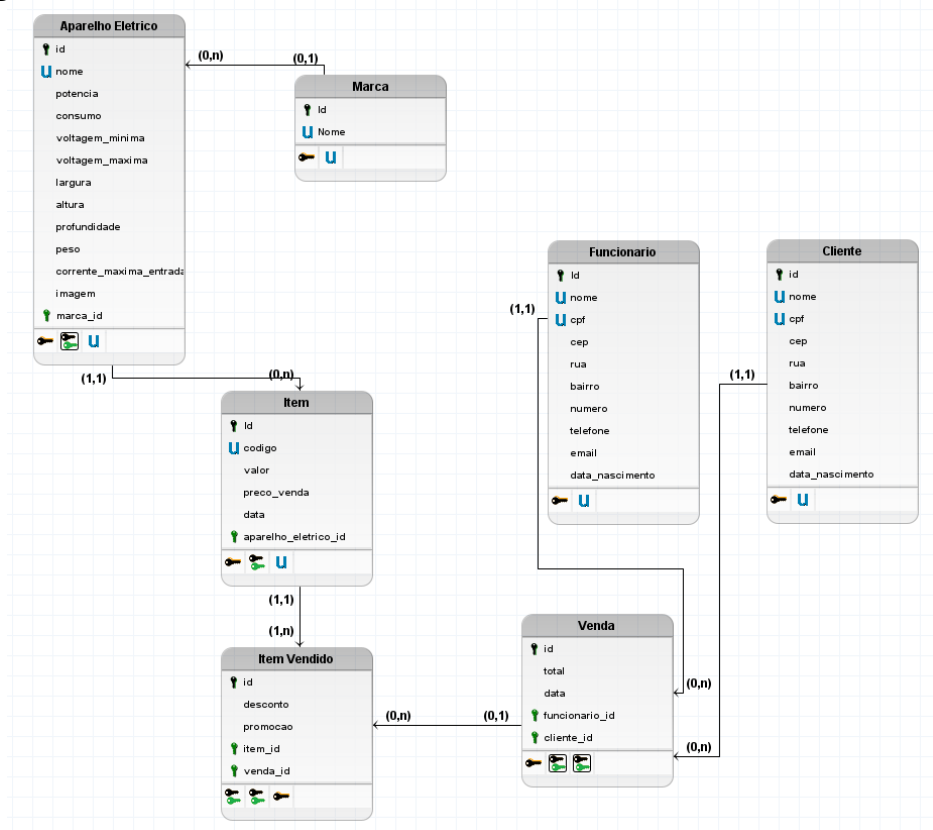 Aparelho Eletrico
id
U nome
potencia
consumo
voltagem_minima
voltagem_maxima
largura
altura
profundidade
peso
corrente_maxima_entrada
imagem
marca_id
U
(0,n)
(0,1)
Marca
Id
U Nome
U
(1,1)
(0,n)
Item
Id
U codigo
valor
preco_venda
data
aparelho_eletrico_id
U
(1,1)
(1,n)
Item Vendido
id
desconto
promocao
item_id
venda_id
(0,n)
(0,1)
Funcionario
Id
U nome
U cpf
cep
rua
bairro
numero
telefone
email
data_nascimento
U
(1,1)
Cliente
id
U nome
U cpf
cep
rua
bairro
numero
telefone
email
data_nascimento
U
(1,1)
Venda
id
total
data
funcionario_id
cliente_id
(0,n)
(0,n)